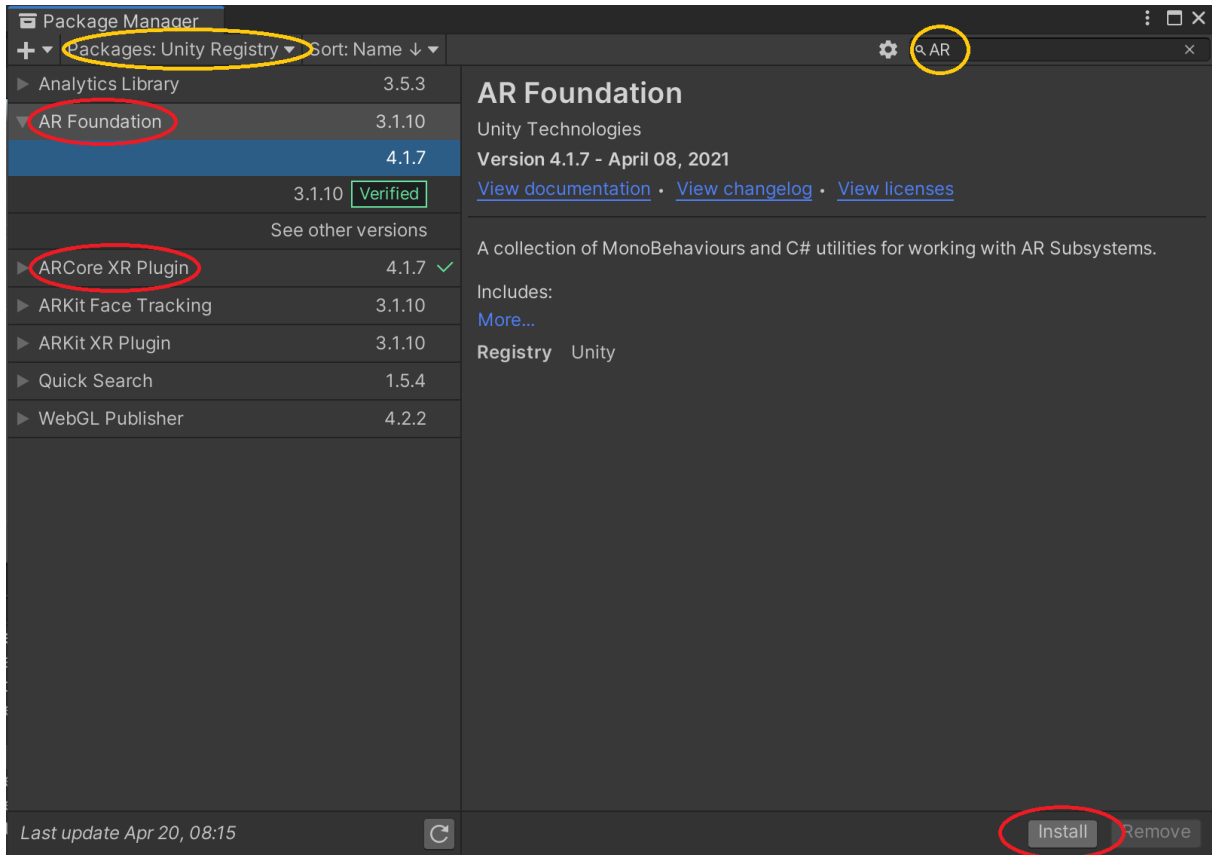 Package Manager
Packages: Unity Registry Sort: Name ↓ AR
Analytics Library 3.5.3
AR Foundation 3.1.10
4.1.7
3.1.10 Verified
See other versions
ARCore XR Plugin 4.1.7
ARKit Face Tracking 3.1.10
ARKit XR Plugin 3.1.10
Quick Search 1.5.4
WebGL Publisher 4.2.2
Last update Apr 20, 08:15
AR Foundation
Unity Technologies
Version 4.1.7 - April 08, 2021
View documentation • View changelog • View licenses
A collection of MonoBehaviours and C# utilities for working with AR Subsystems.
Includes:
More...
Registry Unity
Install Remove